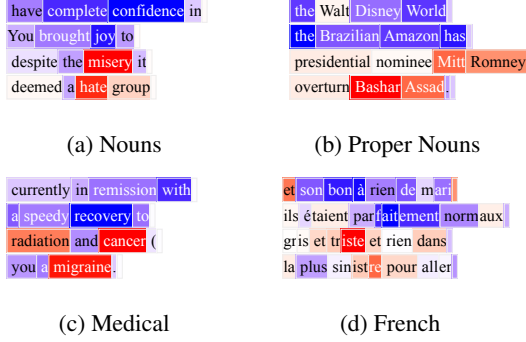 have complete confidence in
You brought joy to
despite the misery it
deemed a hate group
(a) Nouns
the Walt Disney World
the Brazilian Amazon has
presidential nominee Mitt Romney
overturn Bashar Assad.
(b) Proper Nouns
currently in remission with
a speedy recovery to
radiation and cancer (
you a migraine.
(c) Medical
et son bon à rien de mari
ils étaient parfaitement normaux
gris et triste et rien dans
la plus sinistre pour aller
(d) French